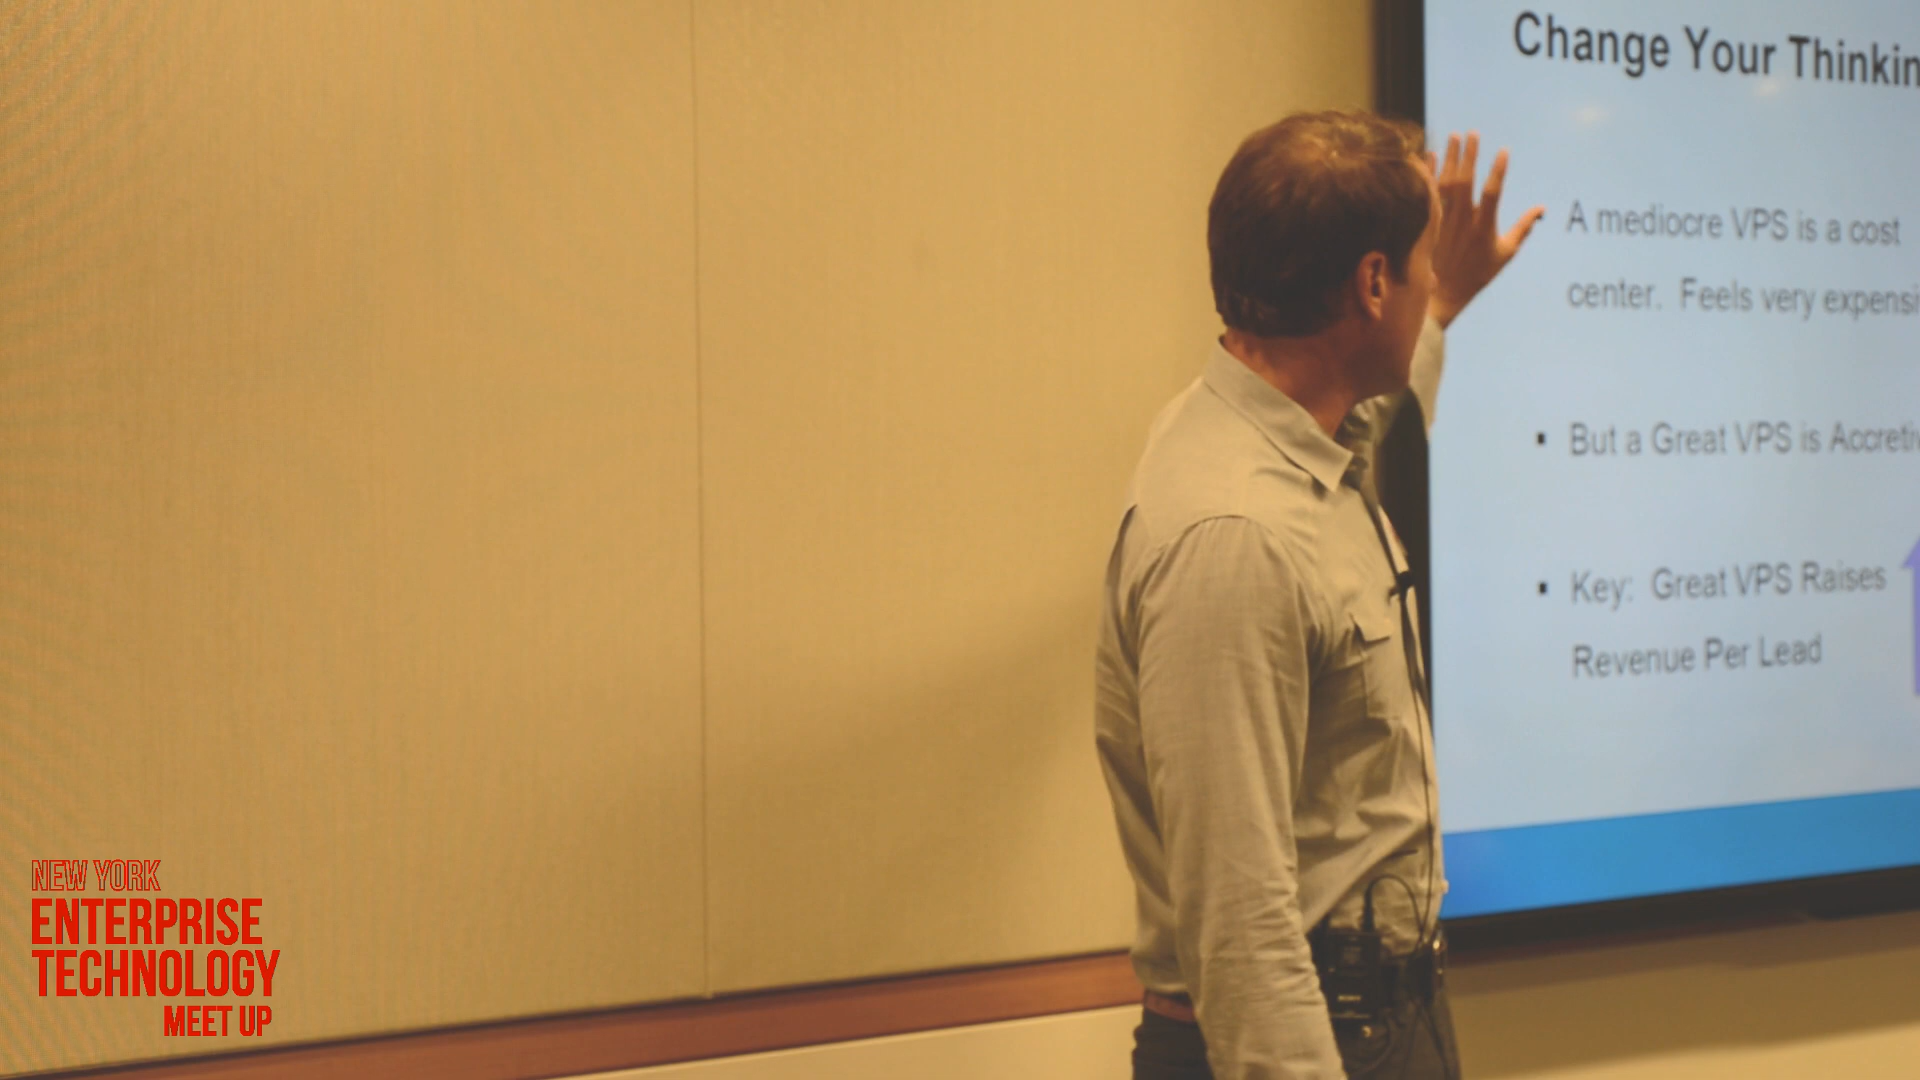 Change Your Thinkin
A mediocre VPS is a cost
center. Feels very expensi
▪ But a Great VPS is Accretiv
▪ Key: Great VPS Raises
Revenue Per Lead
NEW YORK
ENTERPRISE
TECHNOLOGY
MEET UP